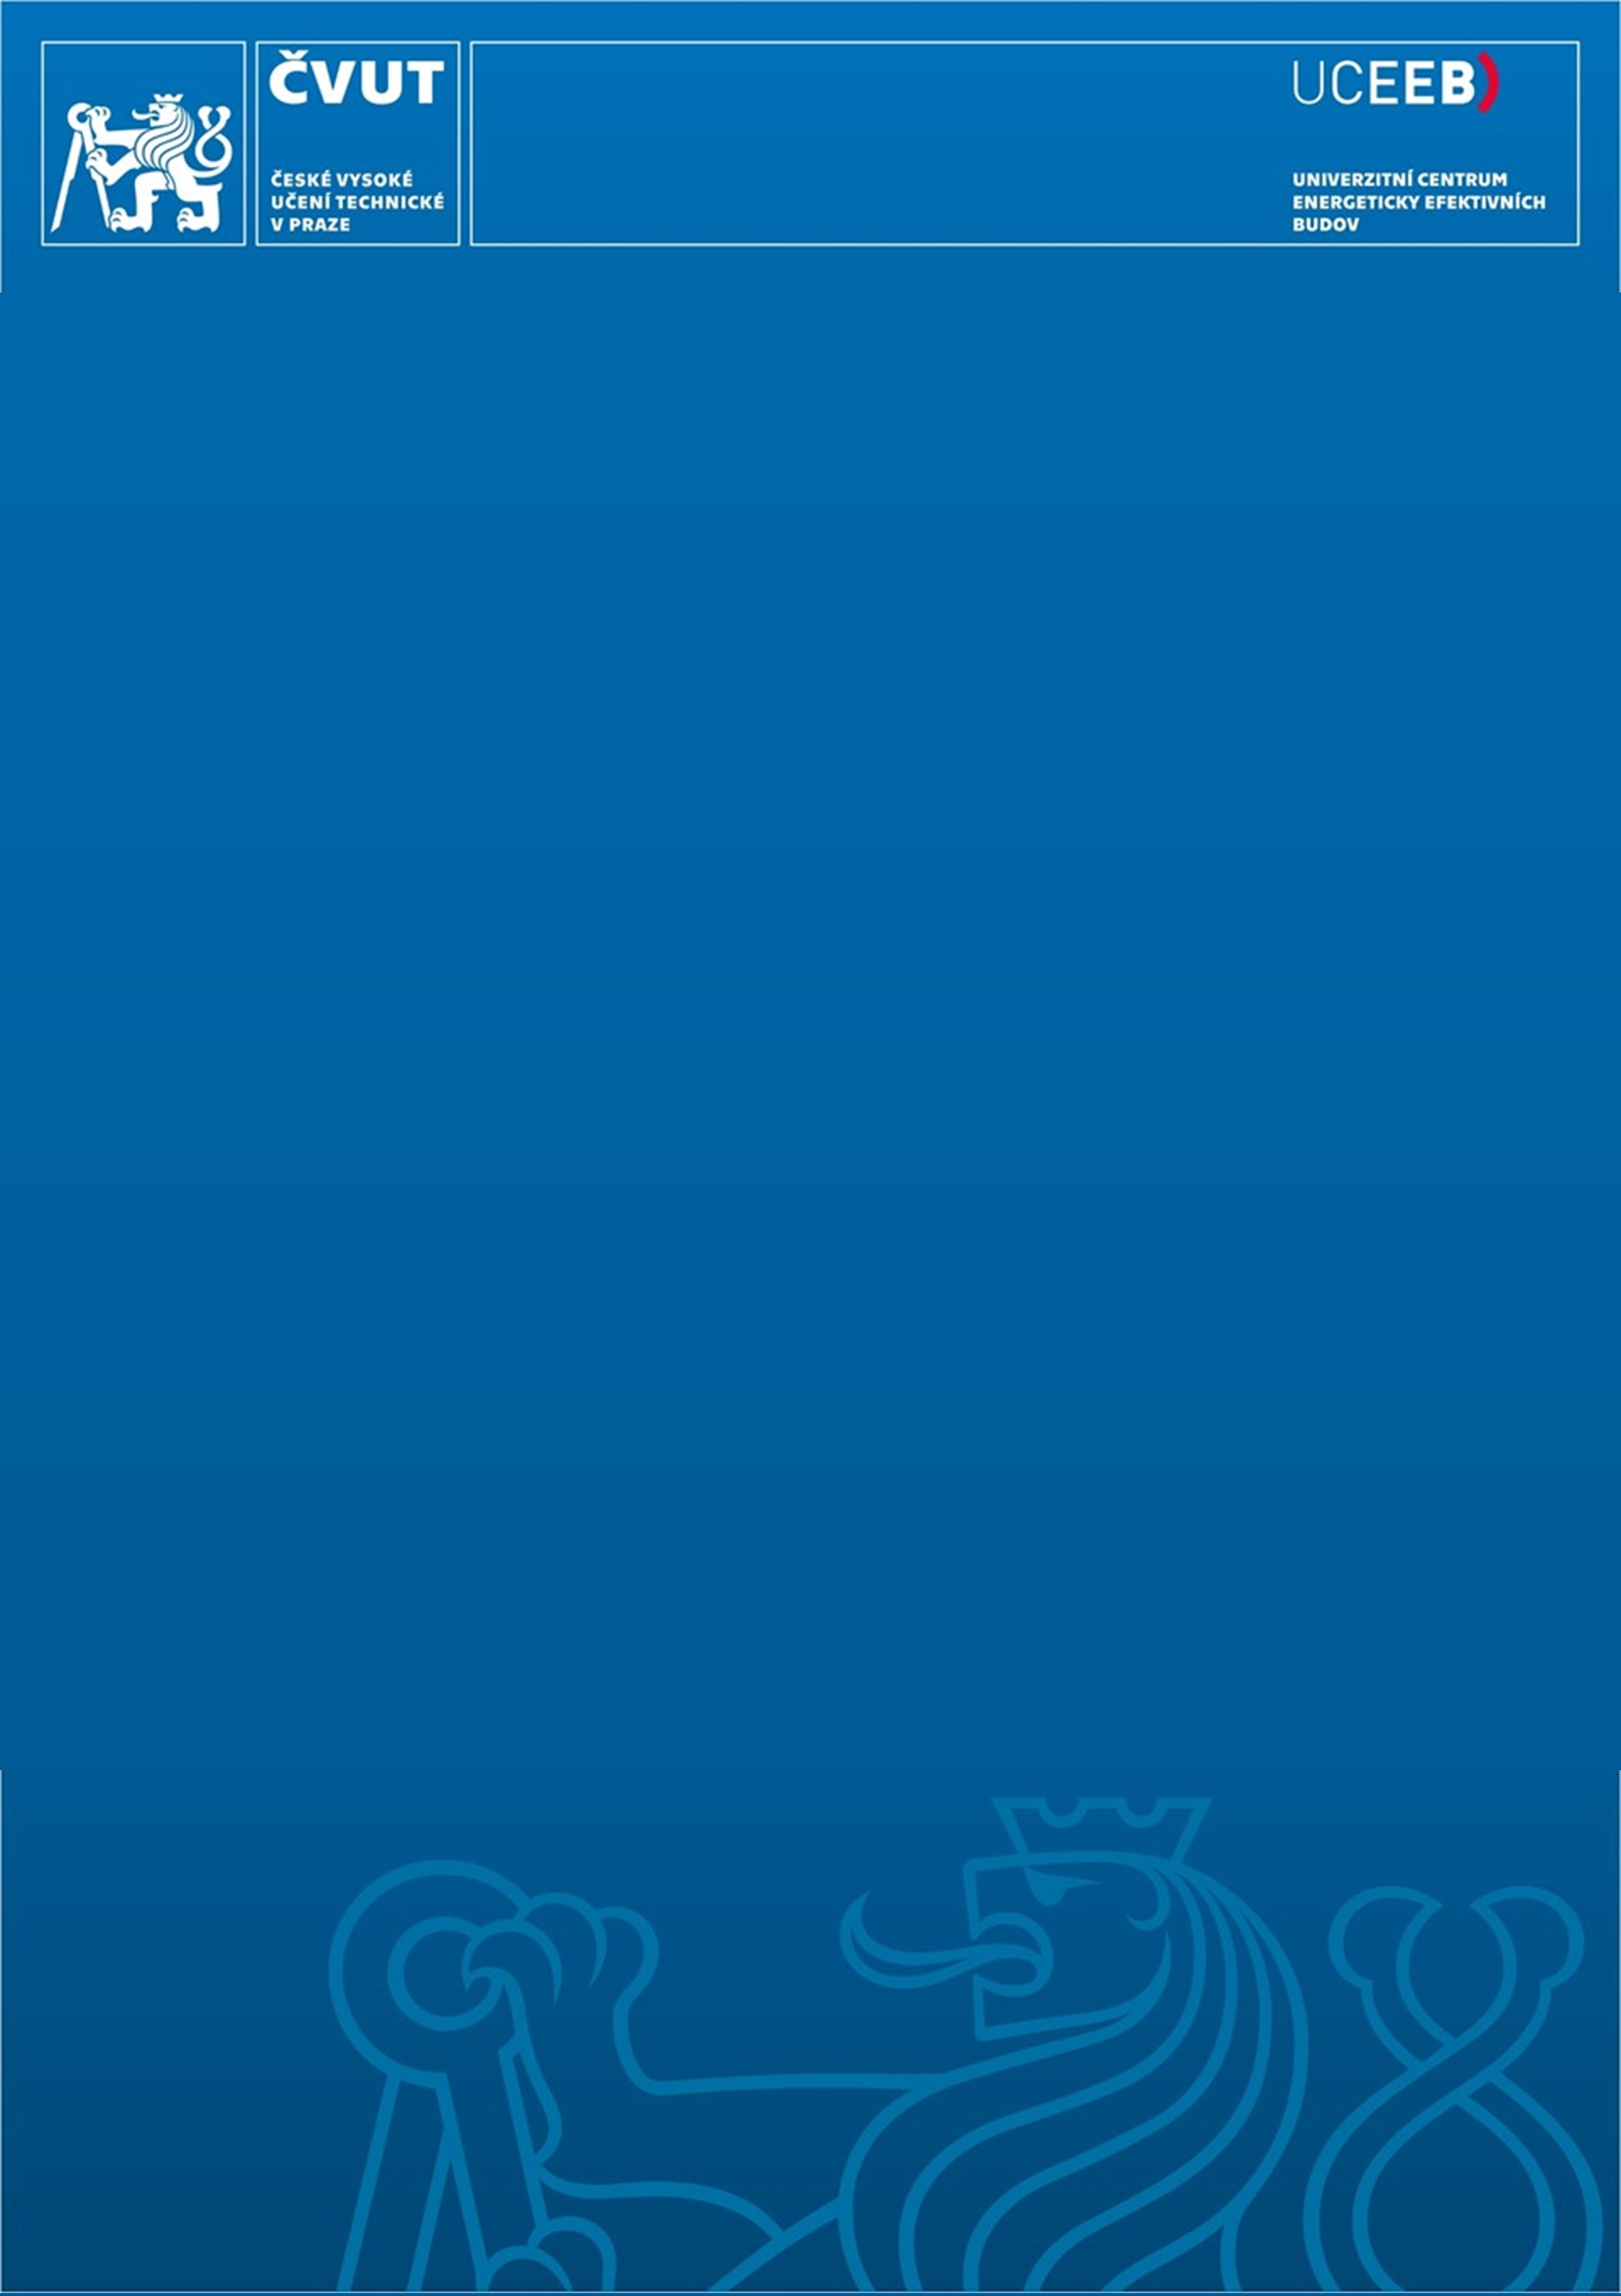 ČVUT
ČESKÉ VYSOKÉ
UČENÍ TECHNICKÉ
V PRAZE
UCEEB
UNIVERZITNÍ CENTRUM
ENERGETICKY EFEKTIVNÍCH
BUDOV